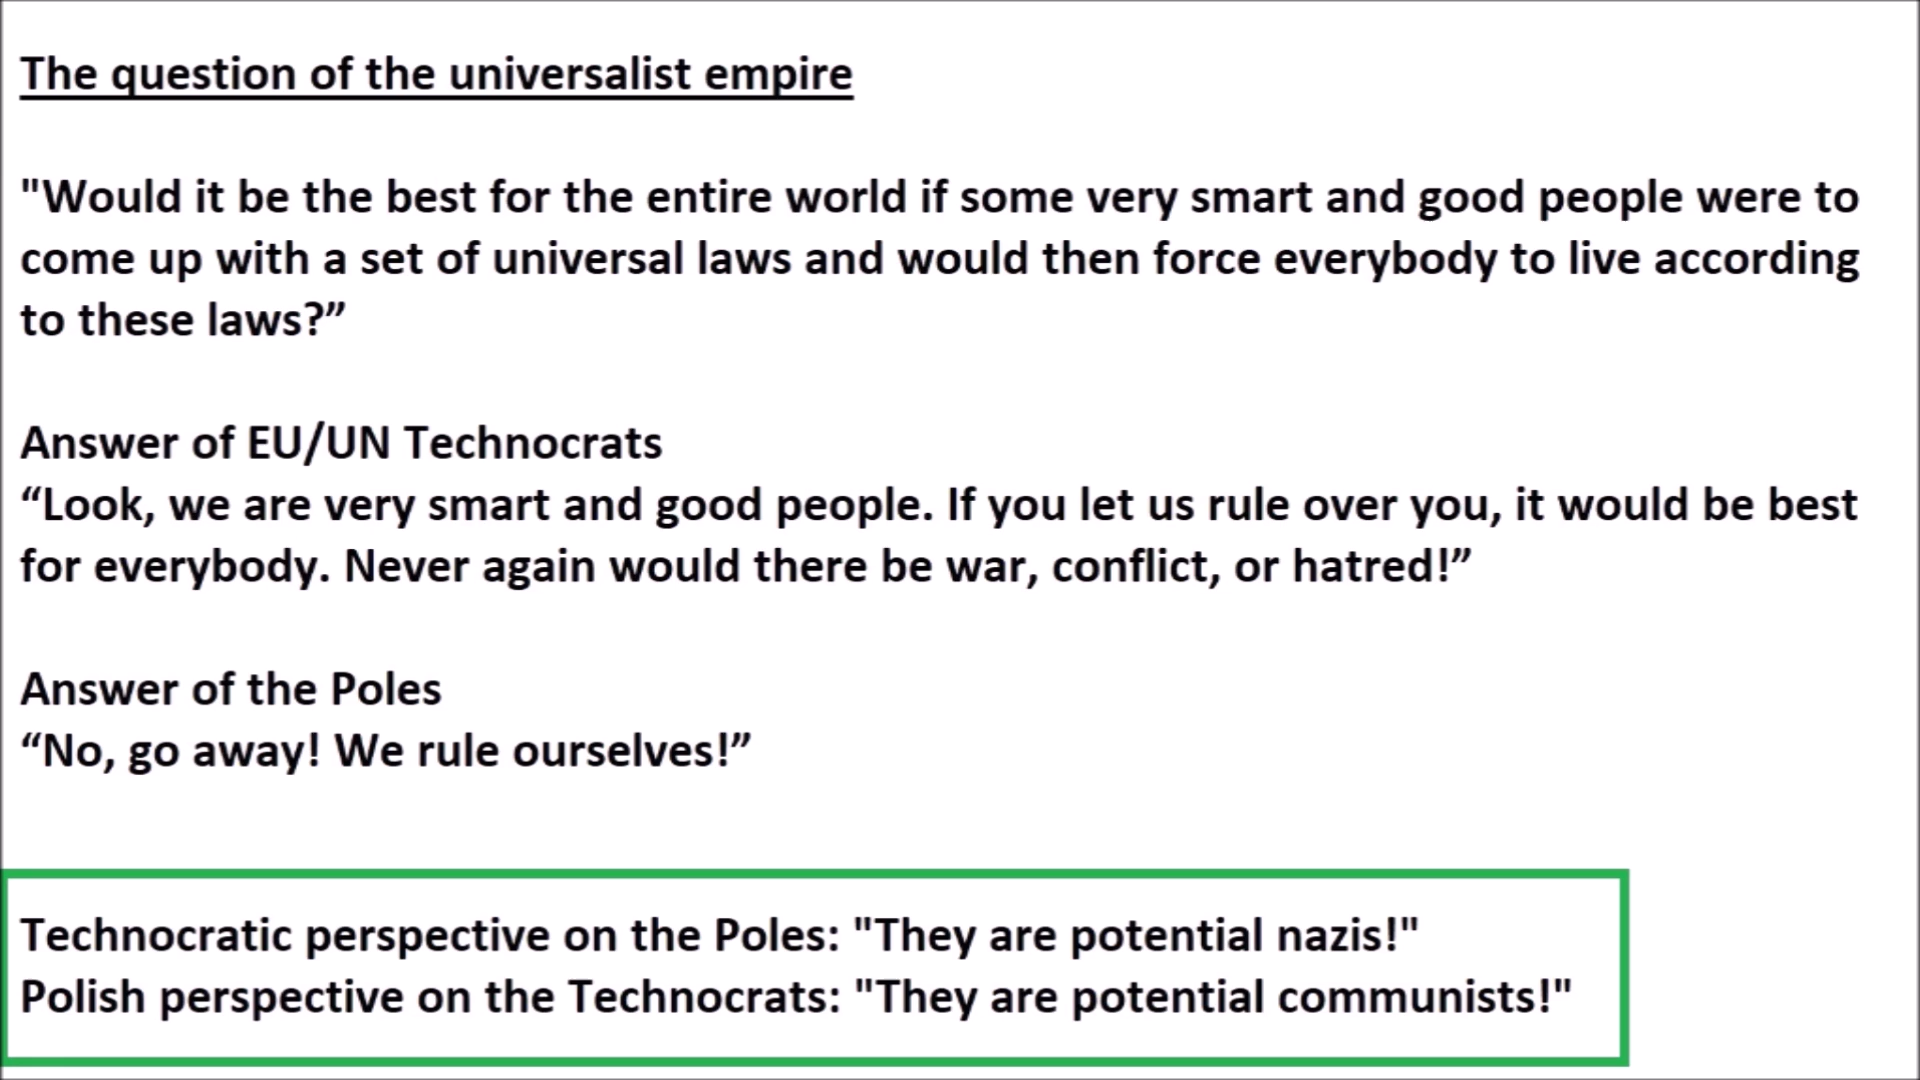 The question of the universalist empire
"Would it be the best for the entire world if some very smart and good people were to
come up with a set of universal laws and would then force everybody to live according
to these laws?”
Answer of EU/UN Technocrats
“Look, we are very smart and good people. If you let us rule over you, it would be best
for everybody. Never again would there be war, conflict, or hatred!”
Answer of the Poles
“No, go away! We rule ourselves!”
Technocratic perspective on the Poles: "They are potential nazis!"
Polish perspective on the Technocrats: "They are potential communists!"